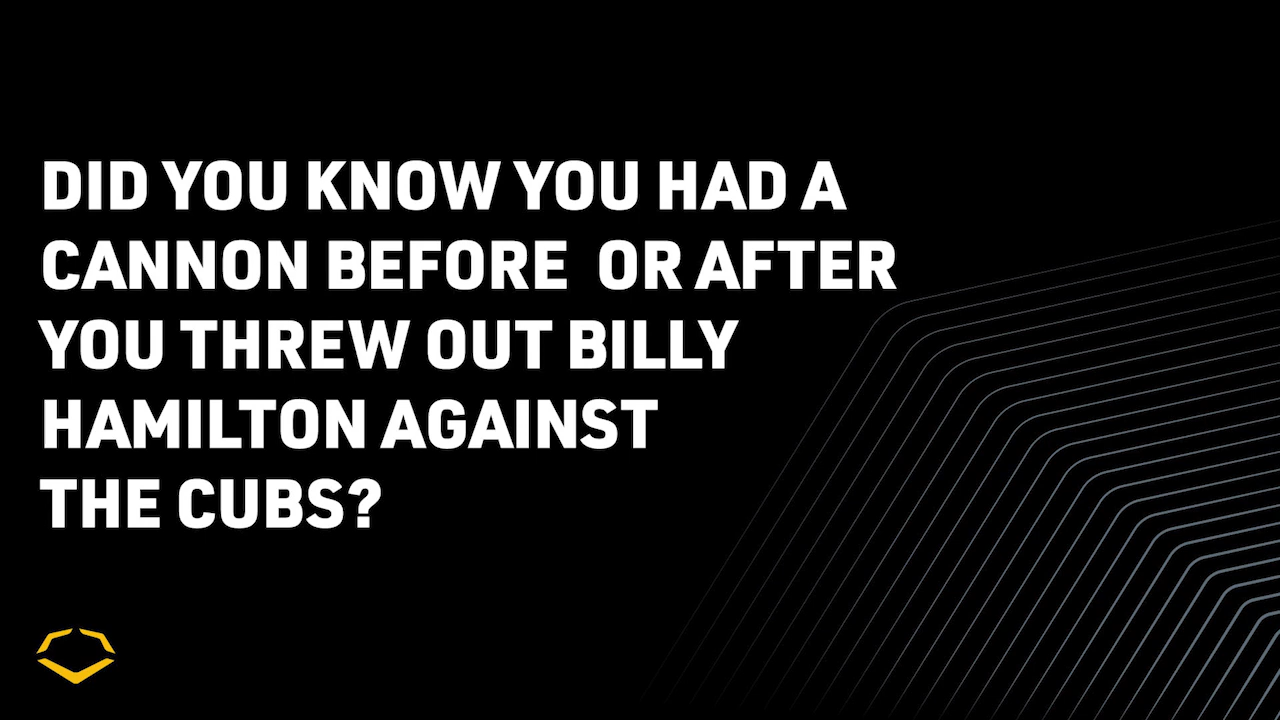 DID YOU KNOW YOU HAD A
CANNON BEFORE  OR AFTER
YOU THREW OUT BILLY
HAMILTON AGAINST
THE CUBS?